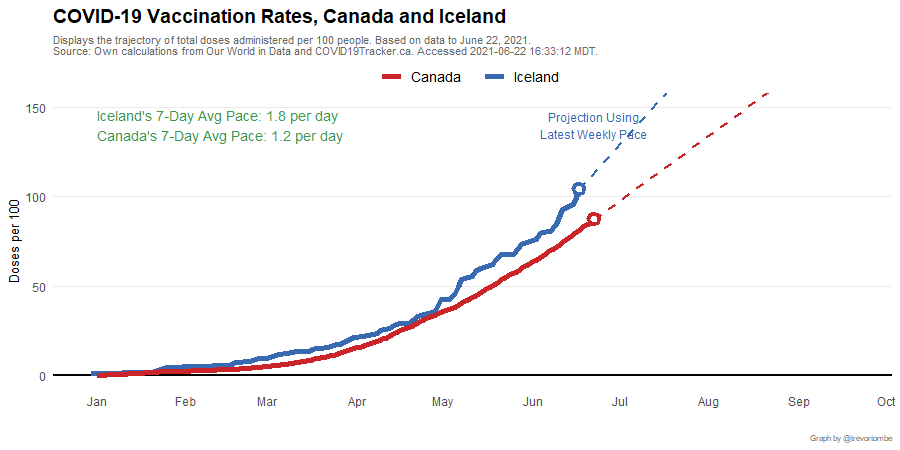 COVID-19 Vaccination Rates, Canada and Iceland
Displays the trajectory of total doses administered per 100 people. Based on data to June 22, 2021.
Source: Own calculations from Our World in Data and COVID19Tracker.ca. Accessed 2021-06-22 16:33:12 MDT.
Canada Iceland
150
Iceland's 7-Day Avg Pace: 1.8 per day
Canada's 7-Day Avg Pace: 1.2 per day
Projection Using
Latest Weekly Pace
100
Doses per 100
50
0
Jan Feb Mar Apr May Jun Jul Aug Sep Oct
Graph by @trevortombe